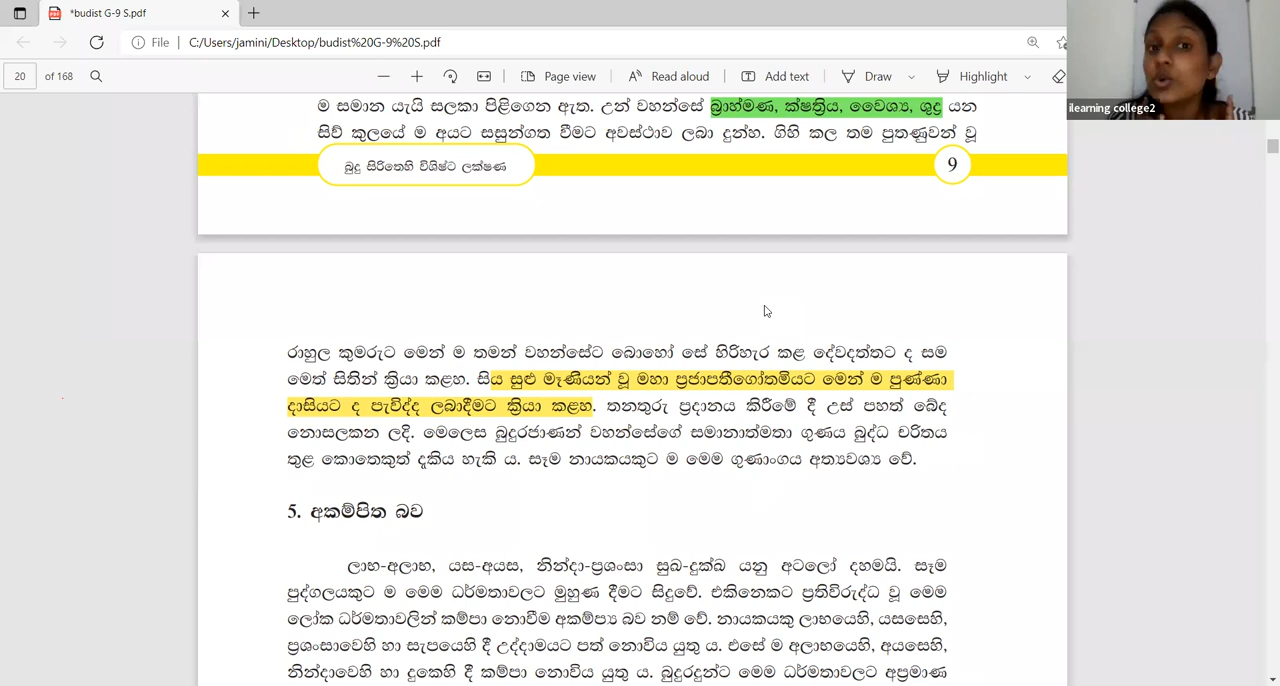 *budist G-9 S.pdf
File C:/Users/jamini/Desktop/budist%20G-9%20S.pdf
20 of 168 Page view Read aloud Add text Draw Highlight
ilearning college2
ම සමාන යැයි සලකා පිළිගෙන ඇත. උන් වහන්සේ බ්‍රාහ්මණ, ක්ෂත්‍රිය, වෛශ්‍ය, ශුද්‍ර යන
සිව් කුලයේ ම අයට සසුන්ගත වීමට අවස්ථාව ලබා දුන්හ. ගිහි කල තම පුතණුවන් වූ
බුදු සිරිතෙහි විශිෂ්ට ලක්ෂණ 9
රාහුල කුමරුට මෙන් ම තමන් වහන්සේට බොහෝ සේ හිරිහැර කළ දේවදත්තට ද සම
මෙත් සිතින් ක්‍රියා කළහ. සිය සුළු මෑණියන් වූ මහා ප්‍රජාපතීගෝතමියට මෙන් ම පුණ්ණා
දාසියට ද පැවිද්ද ලබාදීමට ක්‍රියා කළහ. තනතුරු ප්‍රදානය කිරීමේ දී උස් පහත් බේද
නොසලකන ලදි. මෙලෙස බුදුරජාණන් වහන්සේගේ සමානාත්මතා ගුණය බුද්ධ චරිතය
තුළ කොතෙකුත් දැකිය හැකි ය. සෑම නායකයකුට ම මෙම ගුණාංගය අත්‍යවශ්‍ය වේ.
5. අකම්පිත බව
ලාභ-අලාභ, යස-අයස, නින්දා-ප්‍රශංසා සුඛ-දුක්ඛ යනු අටලෝ දහමයි. සෑම
පුද්ගලයකුට ම මෙම ධර්මතාවලට මුහුණ දීමට සිදුවේ. එකිනෙකට ප්‍රතිවිරුද්ධ වූ මෙම
ලෝක ධර්මතාවලින් කම්පා නොවීම අකම්ප්‍ය බව නම් වේ. නායකයකු ලාභයෙහි, යසසෙහි,
ප්‍රශංසාවෙහි හා සැපයෙහි දී උද්දාමයට පත් නොවිය යුතු ය. එසේ ම අලාභයෙහි, අයසෙහි,
නින්දාවෙහි හා දුකෙහි දී කම්පා නොවිය යුතු ය. බුදුරදුන්ට මෙම ධර්මතාවලට අප්‍රමාණ